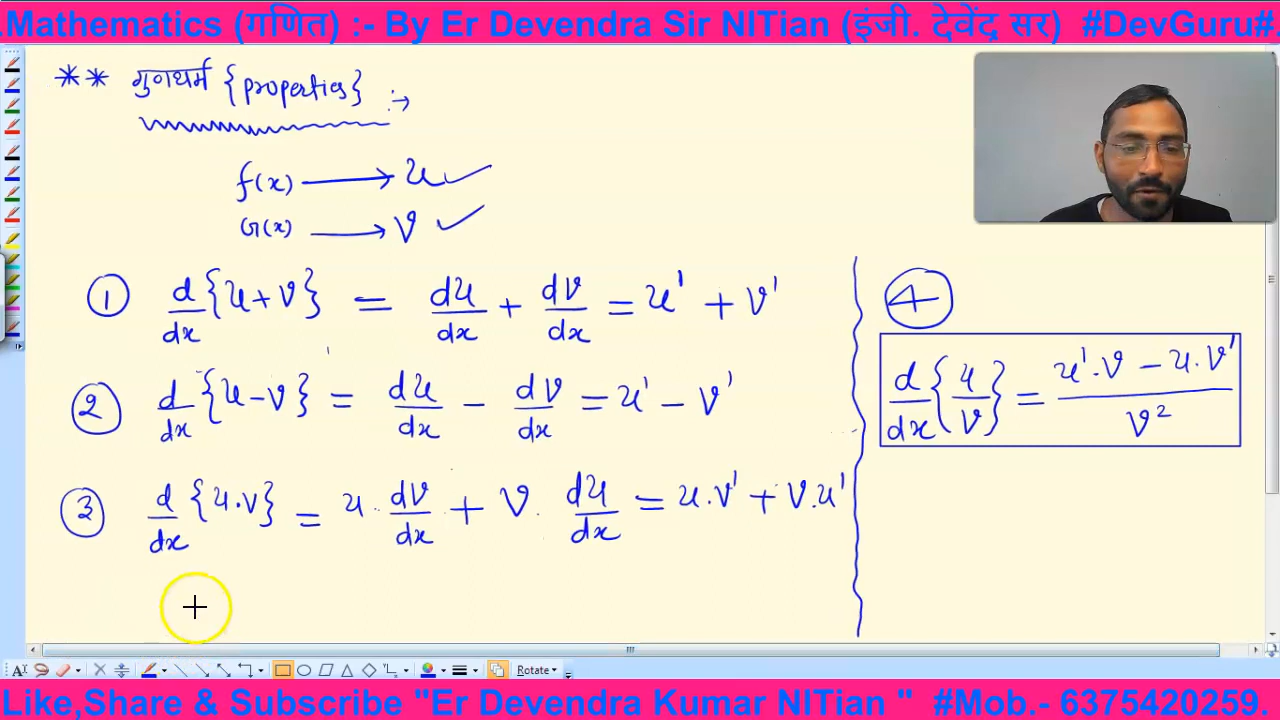 .Mathematics (गणित) :- By Er Devendra Sir NITian (इंजी. देवेंद्र सर) #DevGuru#.
** गुणधर्म {properties} :→
f(x) ⟶ u ✓
G(x) ⟶ v ✓
① d/dx {u + v} = du/dx + dv/dx = u' + v'
② d/dx {u - v} = du/dx - dv/dx = u' - v'
③ d/dx {u.v} = u. dv/dx + v. du/dx = u.v' + v.u'
④
d/dx {u/v} = (u'.v - u.v')/v²
Rotate
Like,Share & Subscribe "Er Devendra Kumar NITian " #Mob.- 6375420259.